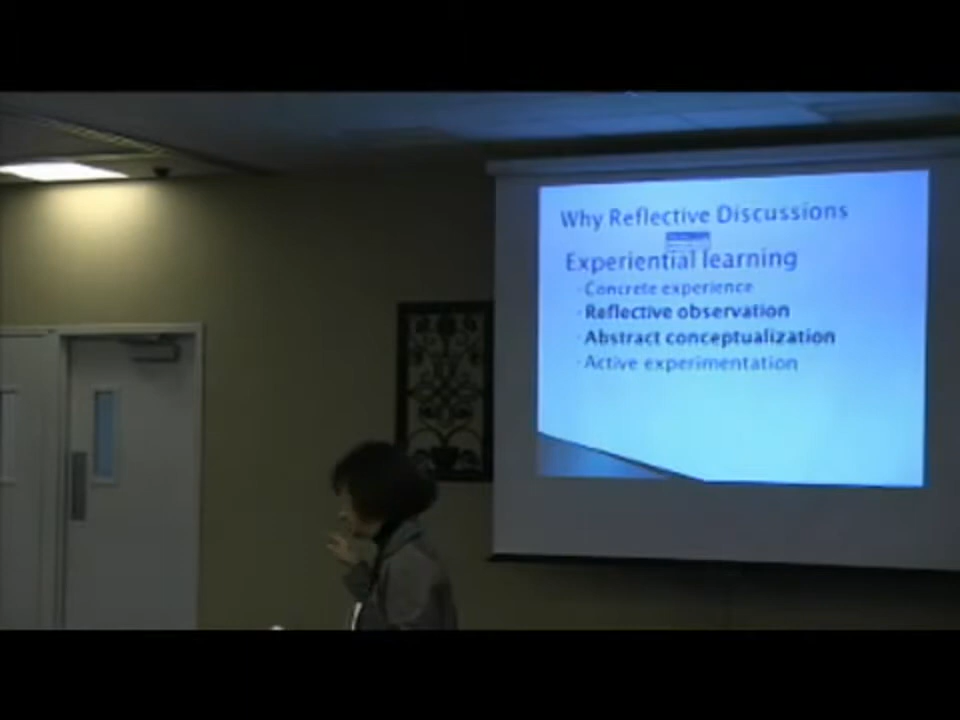 Why Reflective Discussions
Experiential learning
· Concrete experience
· Reflective observation
· Abstract conceptualization
· Active experimentation